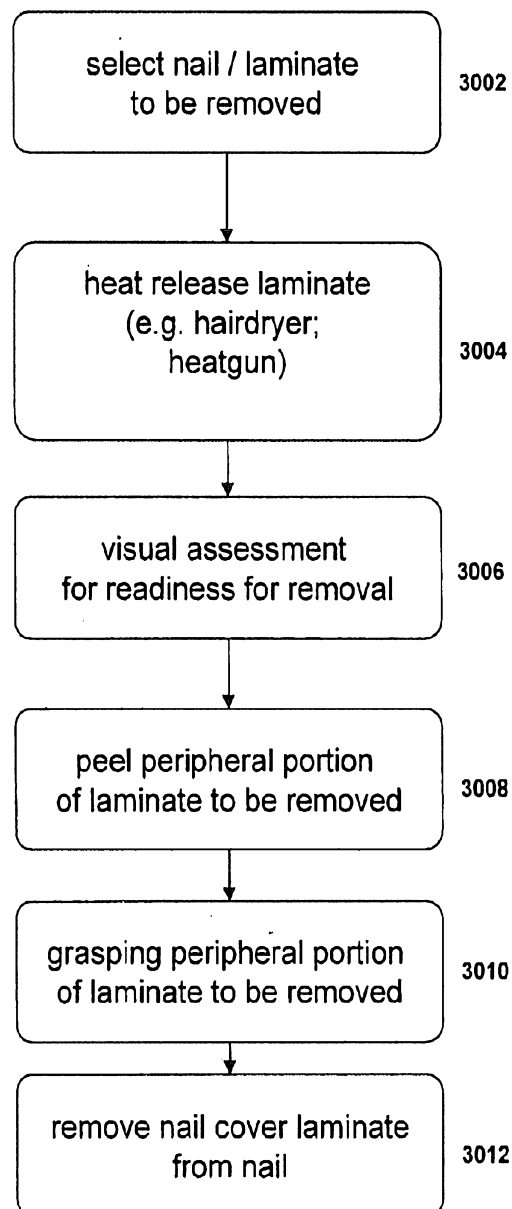 select nail / laminate
to be removed
3002
heat release laminate
(e.g. hairdryer;
heatgun)
3004
visual assessment
for readiness for removal
3006
peel peripheral portion
of laminate to be removed
3008
grasping peripheral portion
of laminate to be removed
3010
remove nail cover laminate
from nail
3012